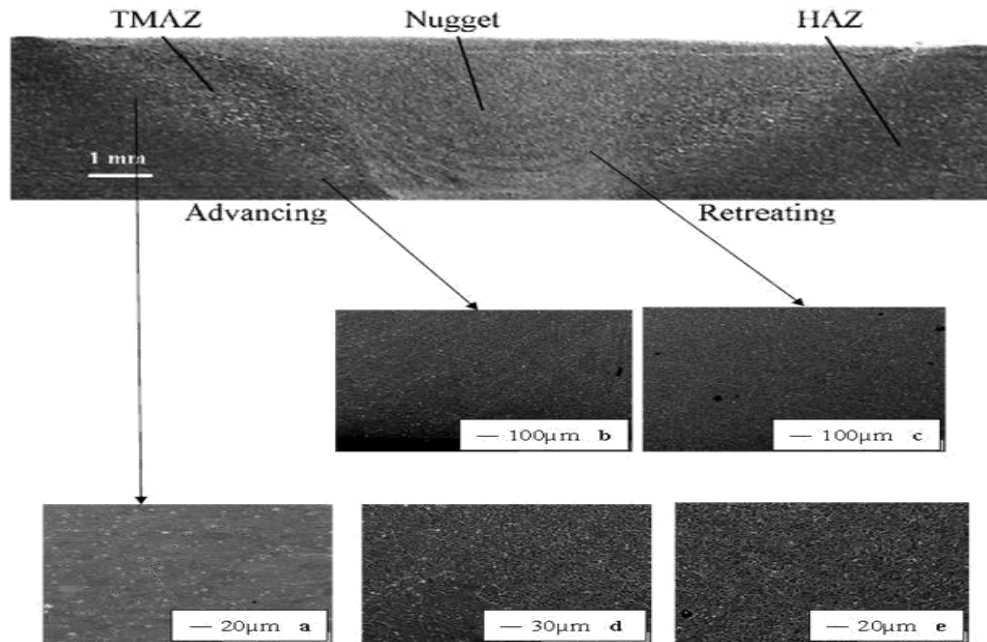 TMAZ Nugget HAZ
1 mm
Advancing Retreating
100µm b
100µm c
20µm a
30µm d
20µm e